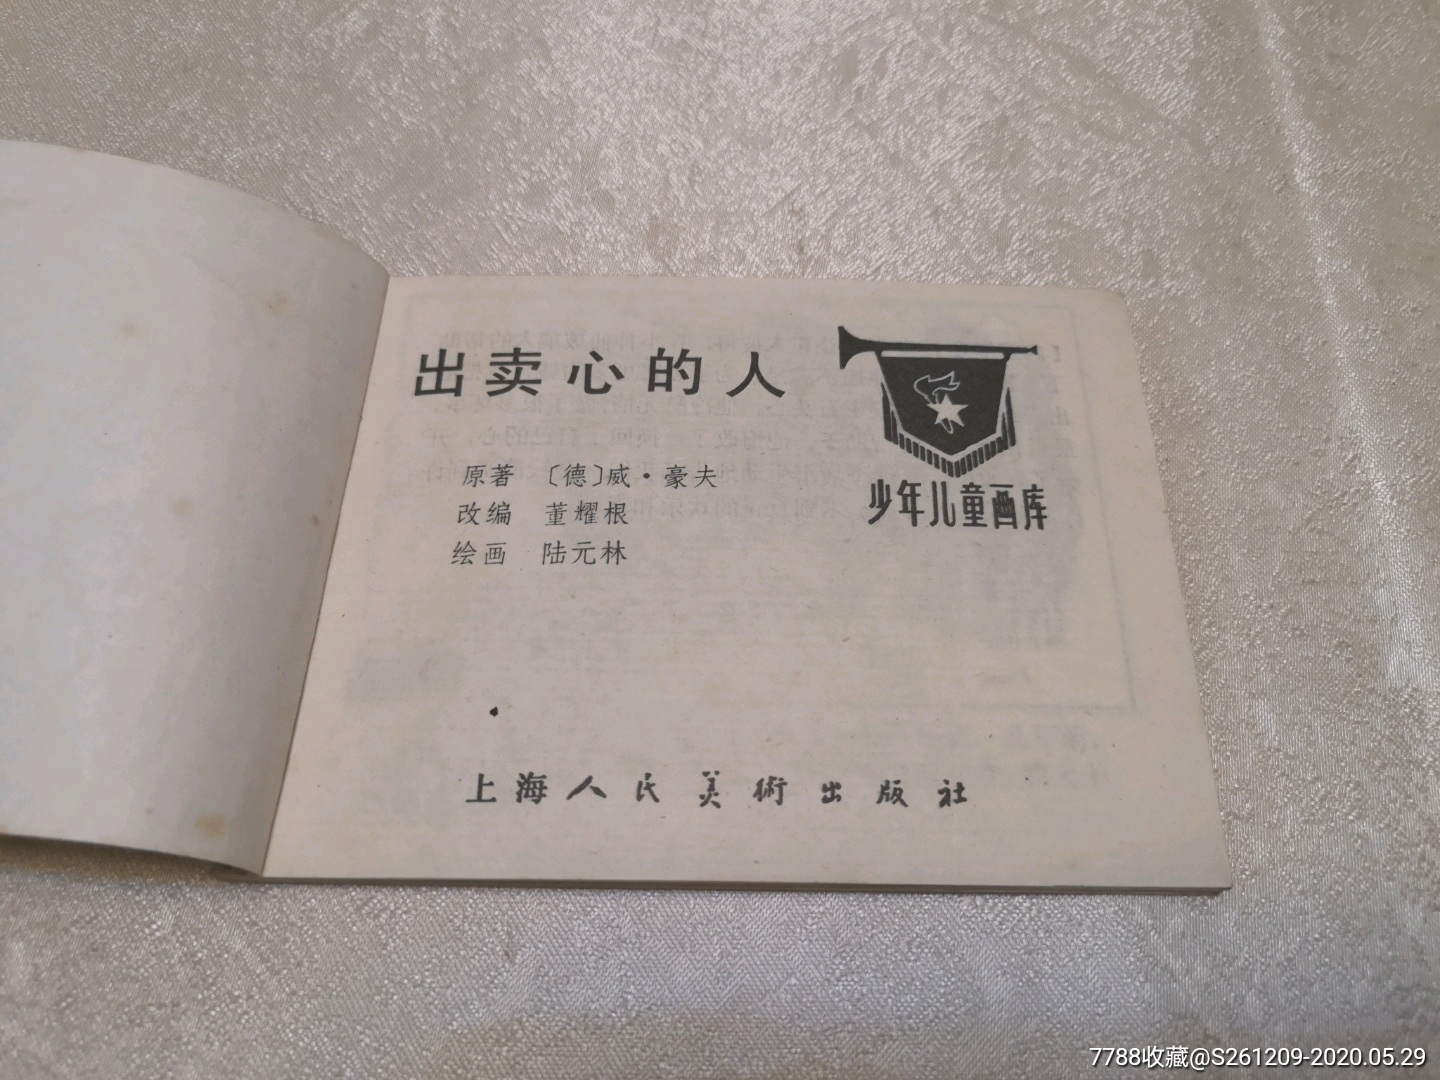 出卖心的人
原著 〔德〕威·豪夫
改编 董耀根
绘画 陆元林
少年儿童画库
上海人民美術出版社
7788收藏@S261209-2020.05.29